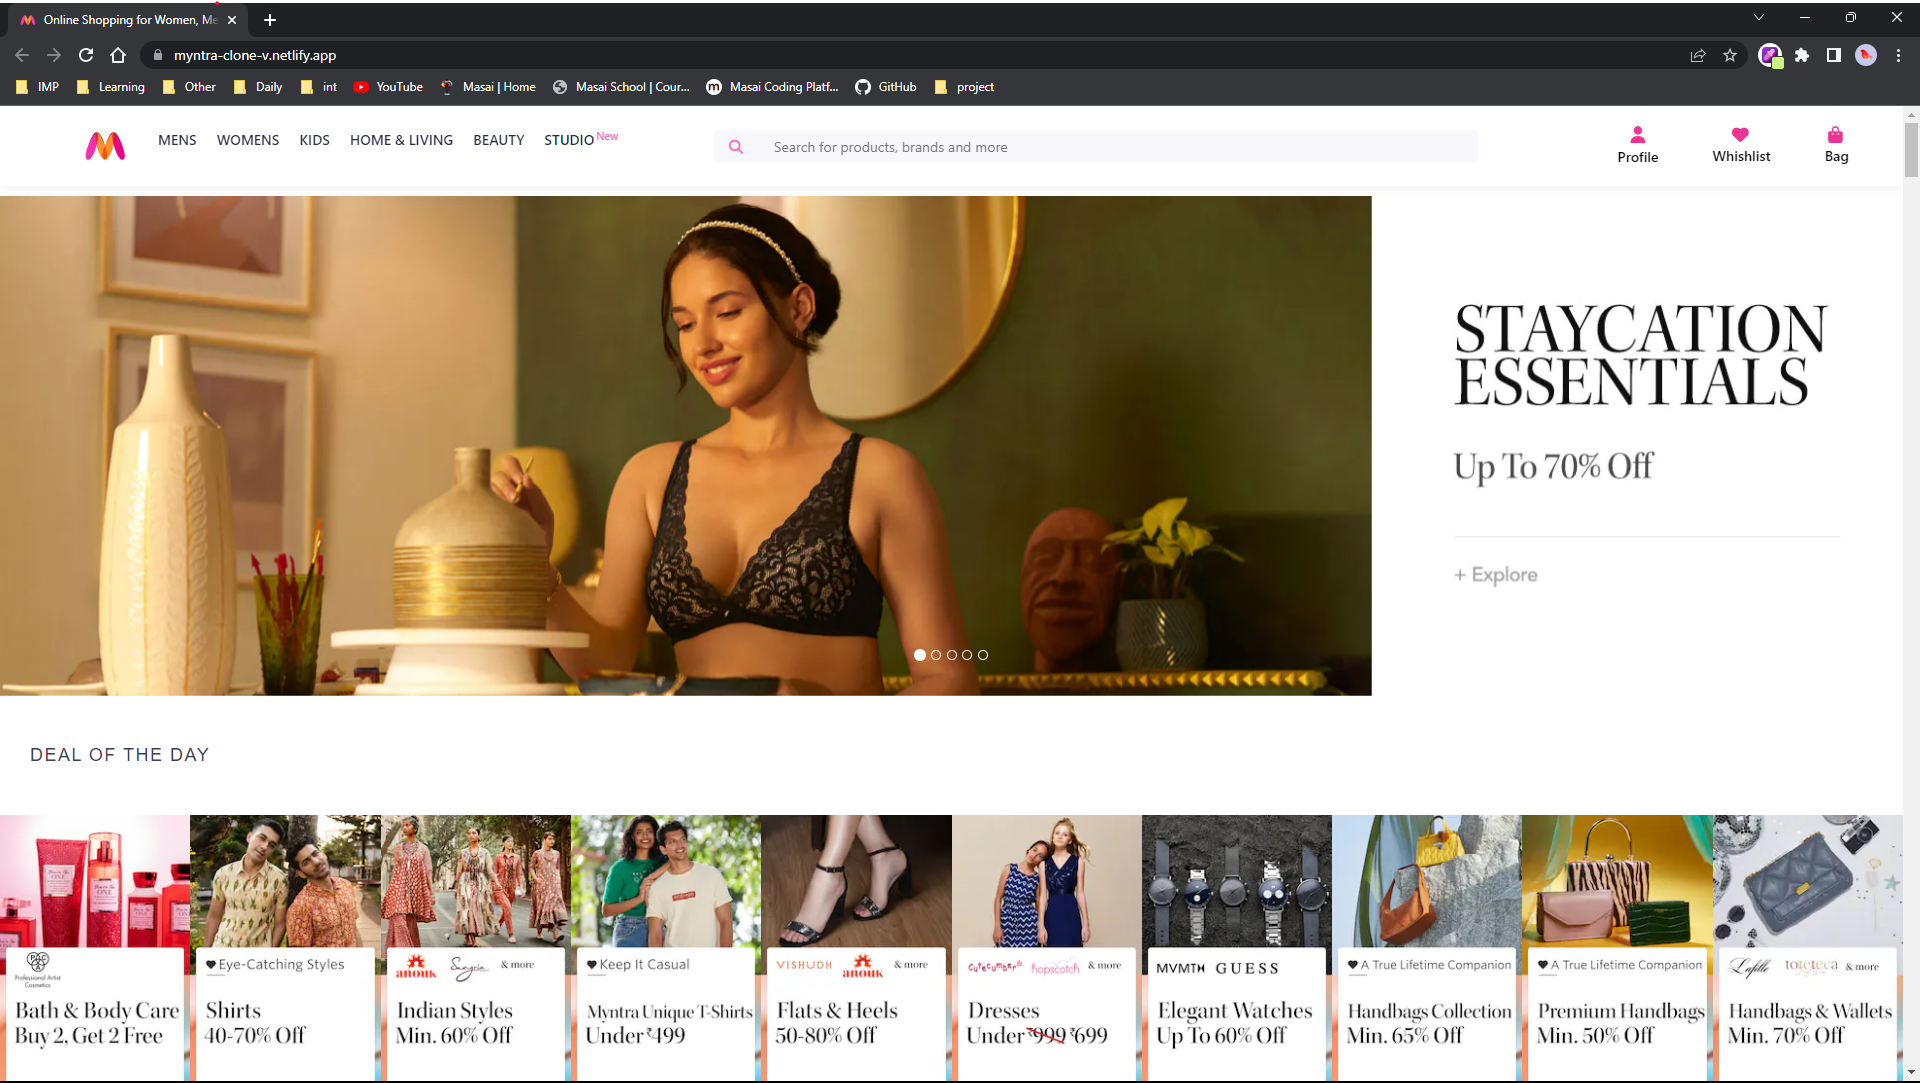 Online Shopping for Women, Me
myntra-clone-v.netlify.app
IMP
Learning
Other
Daily
int
YouTube
Masai | Home
Masai School | Cour...
Masai Coding Platf...
GitHub
project
MENS
WOMENS
KIDS
HOME & LIVING
BEAUTY
STUDIO New
Search for products, brands and more
Profile
Whishlist
Bag
STAYCATION
ESSENTIALS
Up To 70% Off
+ Explore
DEAL OF THE DAY
Professional Artist
Cosmetics
Bath & Body Care
Buy 2, Get 2 Free
Eye-Catching Styles
Shirts
40-70% Off
anouk Sangria & more
Indian Styles
Min. 60% Off
Keep It Casual
Myntra Unique T-Shirts
Under ₹499
VISHUDH anouk & more
Flats & Heels
50-80% Off
cutecumber hopscotch & more
Dresses
Under ₹999 ₹699
MVMTH GUESS
Elegant Watches
Up To 60% Off
A True Lifetime Companion
Handbags Collection
Min. 65% Off
A True Lifetime Companion
Premium Handbags
Min. 50% Off
Lafille toteteca & more
Handbags & Wallets
Min. 70% Off